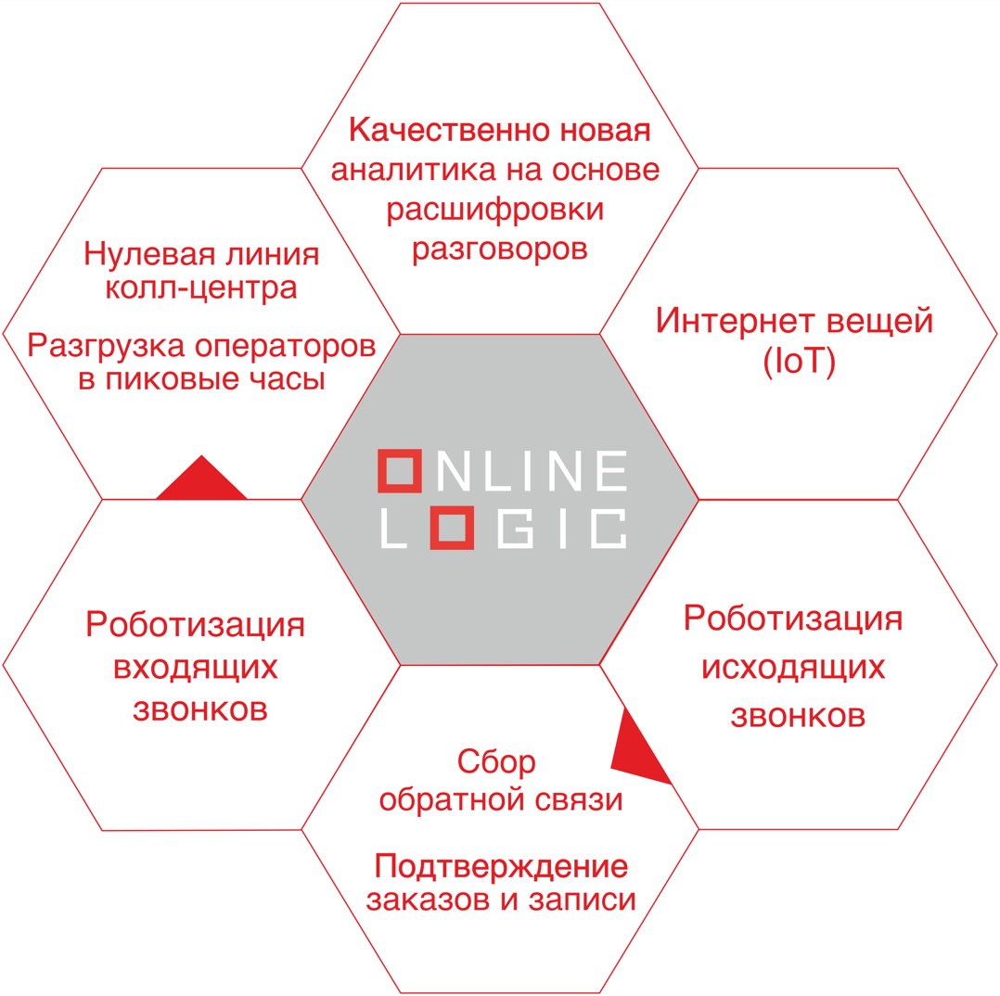 Качественно новая
аналитика на основе
расшифровки
разговоров
Нулевая линия
колл-центра
Разгрузка операторов
в пиковые часы
Интернет вещей
(IoT)
ONLINE
LOGIC
Роботизация
входящих
звонков
Роботизация
исходящих
звонков
Сбор
обратной связи
Подтверждение
заказов и записи